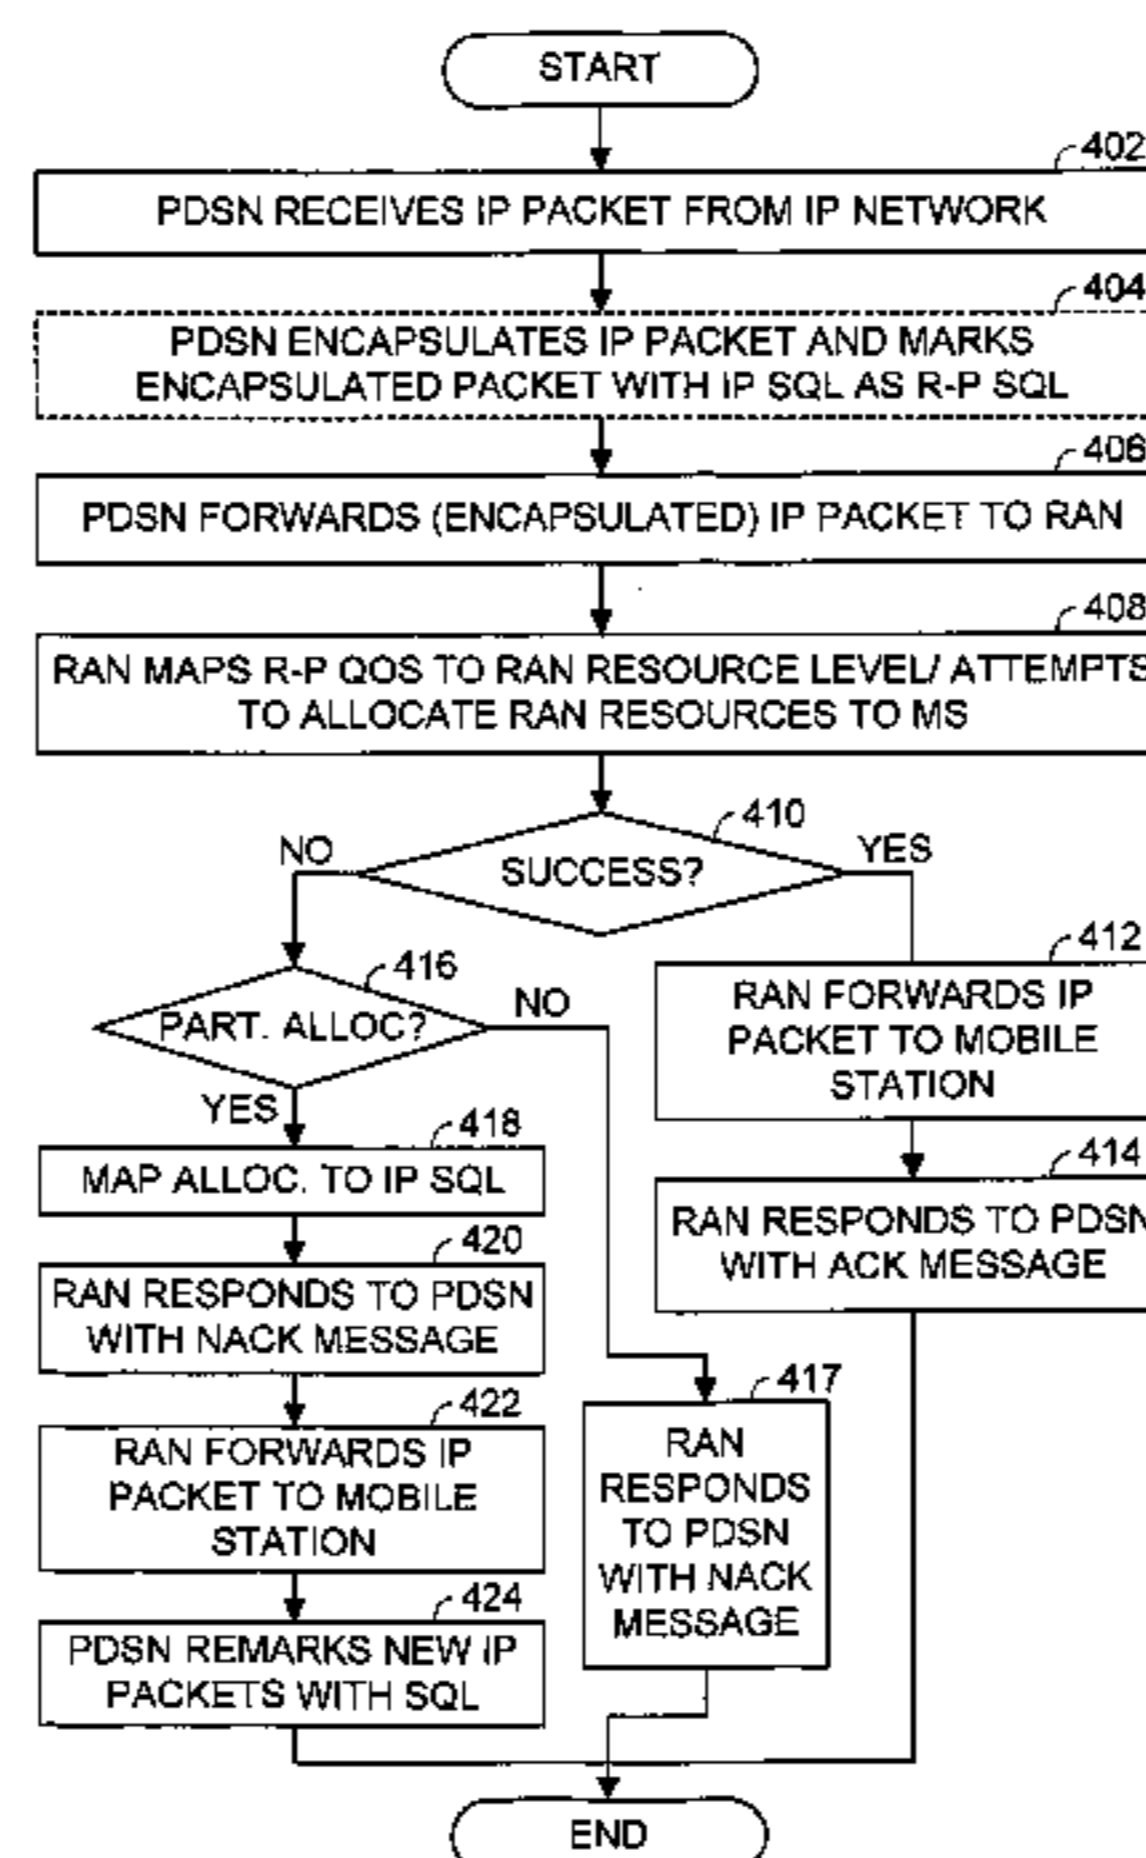 START
402
PDSN RECEIVES IP PACKET FROM IP NETWORK
404
PDSN ENCAPSULATES IP PACKET AND MARKS
ENCAPSULATED PACKET WITH IP SQL AS R-P SQL
406
PDSN FORWARDS (ENCAPSULATED) IP PACKET TO RAN
408
RAN MAPS R-P QOS TO RAN RESOURCE LEVEL/ ATTEMPTS
TO ALLOCATE RAN RESOURCES TO MS
410
NO
SUCCESS?
YES
416
PART. ALLOC?
NO
YES
412
RAN FORWARDS IP
PACKET TO MOBILE
STATION
414
RAN RESPONDS TO PDSN
WITH ACK MESSAGE
418
MAP ALLOC. TO IP SQL
420
RAN RESPONDS TO PDSN
WITH NACK MESSAGE
422
RAN FORWARDS IP
PACKET TO MOBILE
STATION
424
PDSN REMARKS NEW IP
PACKETS WITH SQL
417
RAN
RESPONDS
TO PDSN
WITH NACK
MESSAGE
END